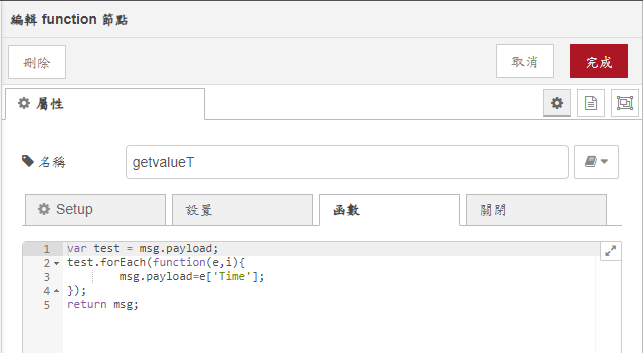 編輯 function 節點
刪除
取消
完成
屬性
名稱
getvalueT
Setup
設置
函數
關閉
1 var test = msg.payload;
2 test.forEach(function(e,i){
3 msg.payload=e['Time'];
4 });
5 return msg;